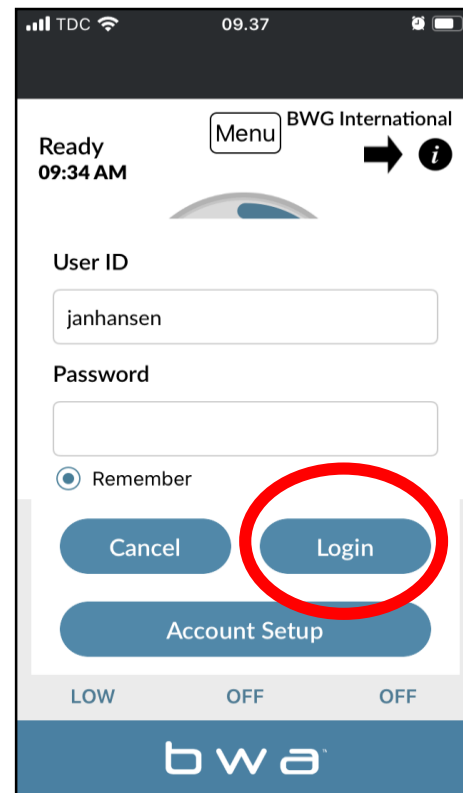 TDC 09.37
Menu BWG International
Ready
09:34 AM
i
User ID
janhansen
Password
Remember
Cancel Login
Account Setup
LOW OFF OFF
bwa